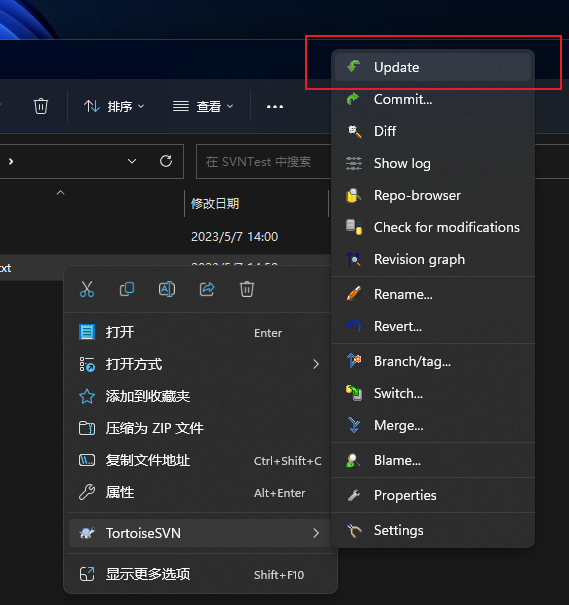 排序
查看
在 SVNTest 中搜索
修改日期
2023/5/7 14:00
xt
打开 Enter
打开方式
添加到收藏夹
压缩为 ZIP 文件
复制文件地址 Ctrl+Shift+C
属性 Alt+Enter
TortoiseSVN
显示更多选项 Shift+F10
Update
Commit...
Diff
Show log
Repo-browser
Check for modifications
Revision graph
Rename...
Revert...
Branch/tag...
Switch...
Merge...
Blame...
Properties
Settings